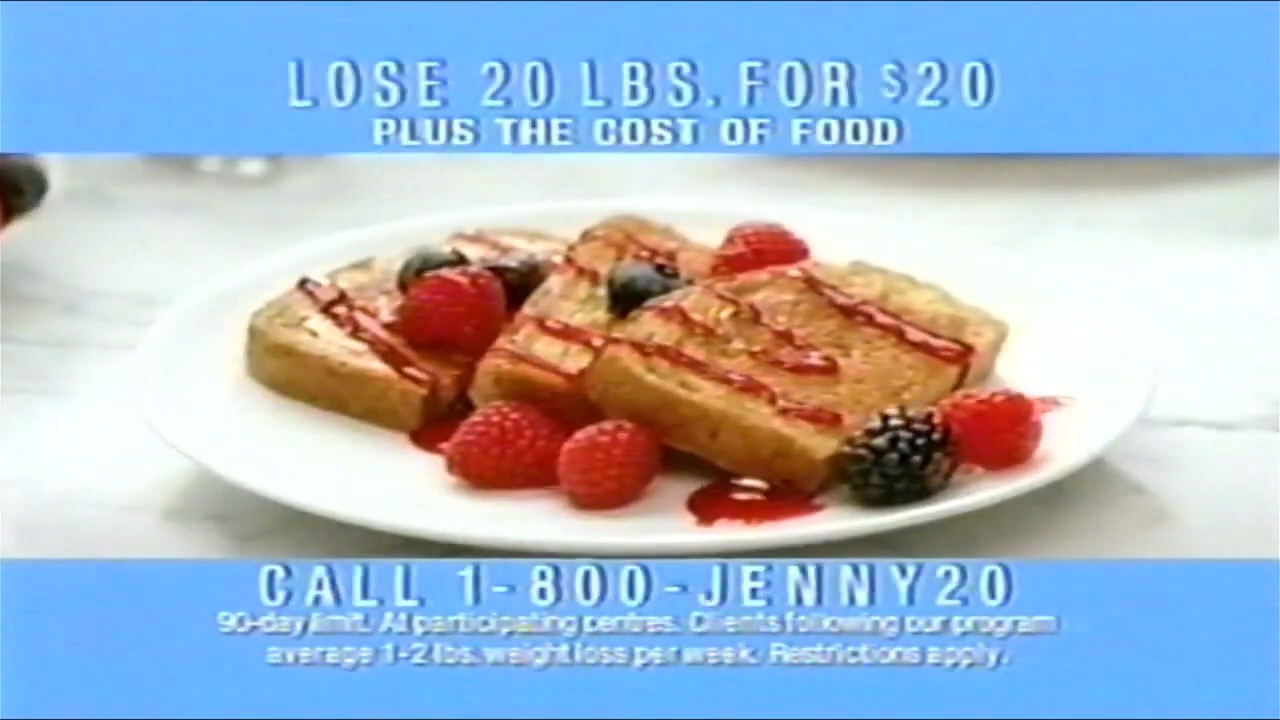 LOSE 20 LBS. FOR $20
PLUS THE COST OF FOOD
CALL 1-800-JENNY20
90-day limit. At participating centres. Clients following our program
average 1-2 lbs. weight loss per week. Restrictions apply.